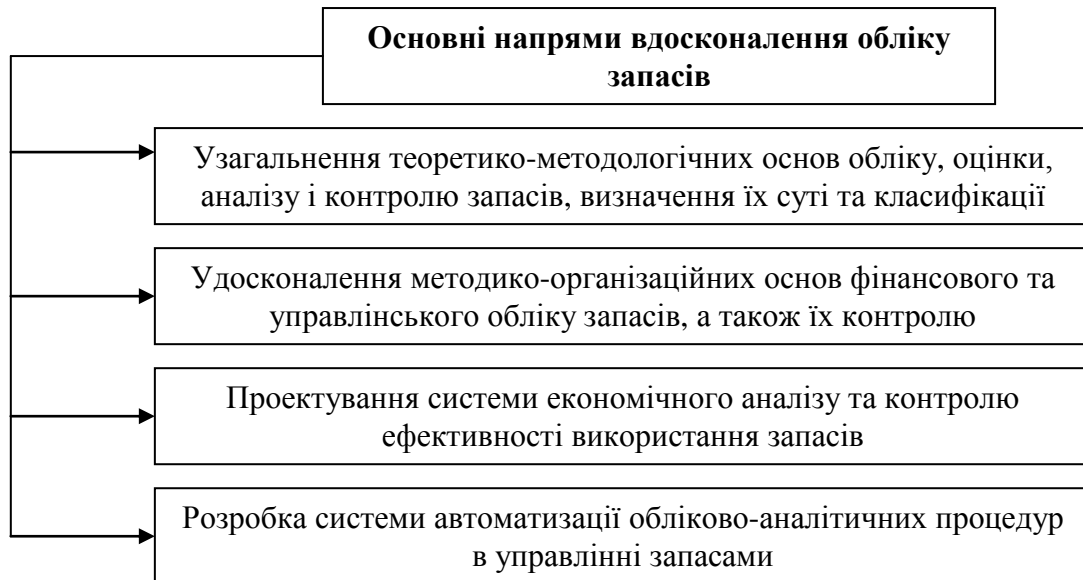 Основні напрями вдосконалення обліку
запасів
Узагальнення теоретико-методологічних основ обліку, оцінки,
аналізу і контролю запасів, визначення їх суті та класифікації
Удосконалення методико-організаційних основ фінансового та
управлінського обліку запасів, а також їх контролю
Проектування системи економічного аналізу та контролю
ефективності використання запасів
Розробка системи автоматизації обліково-аналітичних процедур
в управлінні запасами